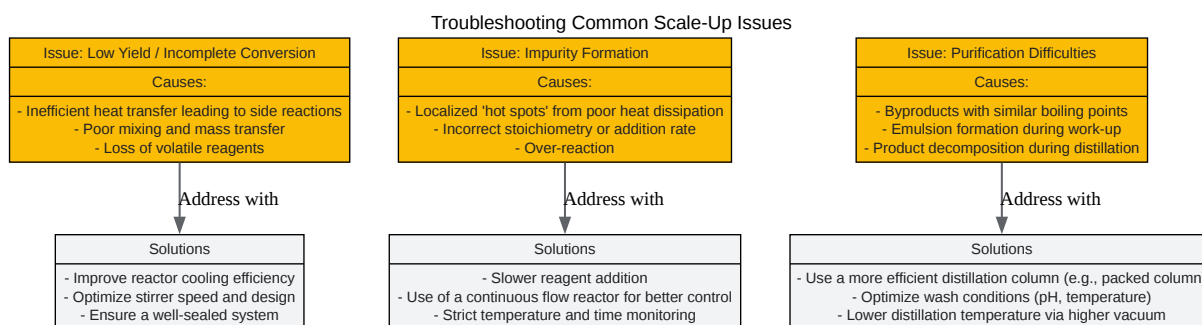 Troubleshooting Common Scale-Up Issues
Issue: Low Yield / Incomplete Conversion
Causes:
- Inefficient heat transfer leading to side reactions
- Poor mixing and mass transfer
- Loss of volatile reagents
Address with
Solutions
- Improve reactor cooling efficiency
- Optimize stirrer speed and design
- Ensure a well-sealed system
Issue: Impurity Formation
Causes:
- Localized 'hot spots' from poor heat dissipation
- Incorrect stoichiometry or addition rate
- Over-reaction
Address with
Solutions
- Slower reagent addition
- Use of a continuous flow reactor for better control
- Strict temperature and time monitoring
Issue: Purification Difficulties
Causes:
- Byproducts with similar boiling points
- Emulsion formation during work-up
- Product decomposition during distillation
Address with
Solutions
- Use a more efficient distillation column (e.g., packed column)
- Optimize wash conditions (pH, temperature)
- Lower distillation temperature via higher vacuum